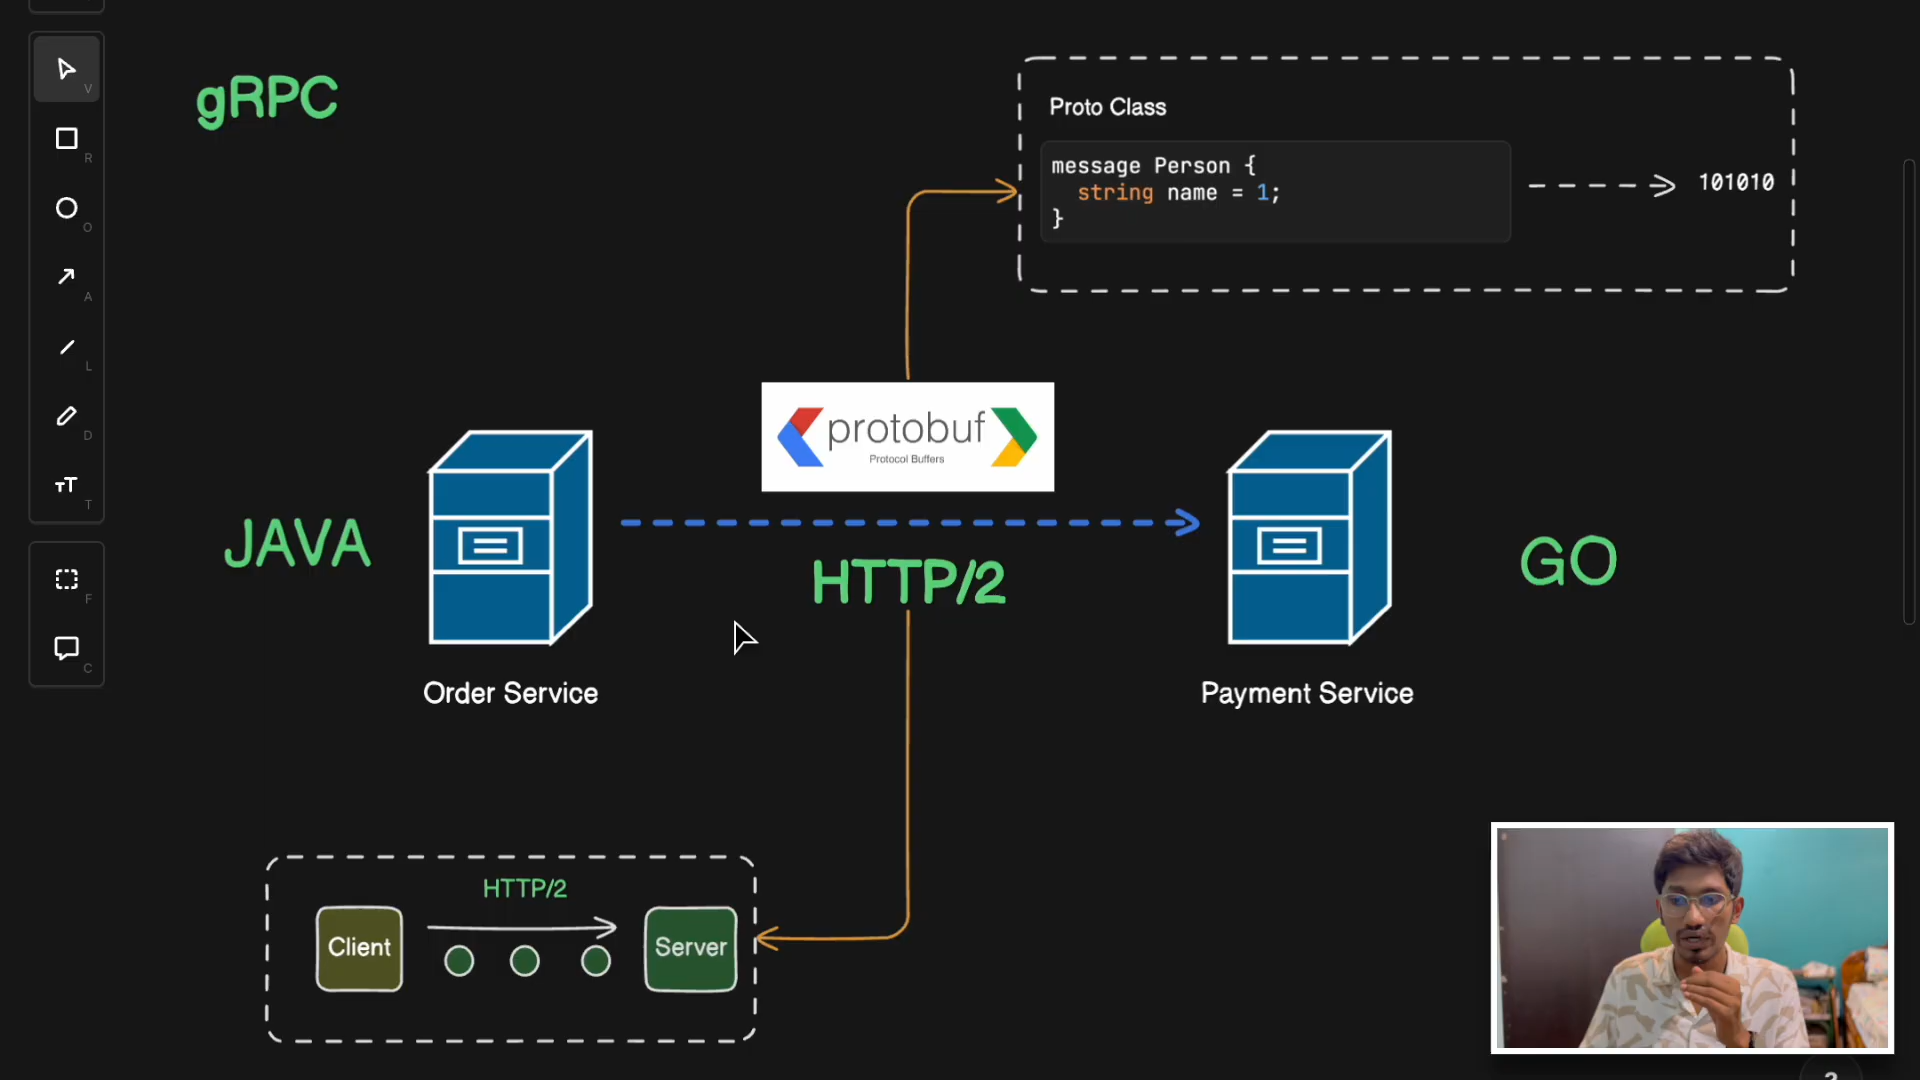 V
R
O
A
L
D
T
F
C
gRPC
Proto Class
message Person {
string name = 1;
}
101010
protobuf
Protocol Buffers
JAVA
HTTP/2
GO
Order Service
Payment Service
HTTP/2
Client
Server